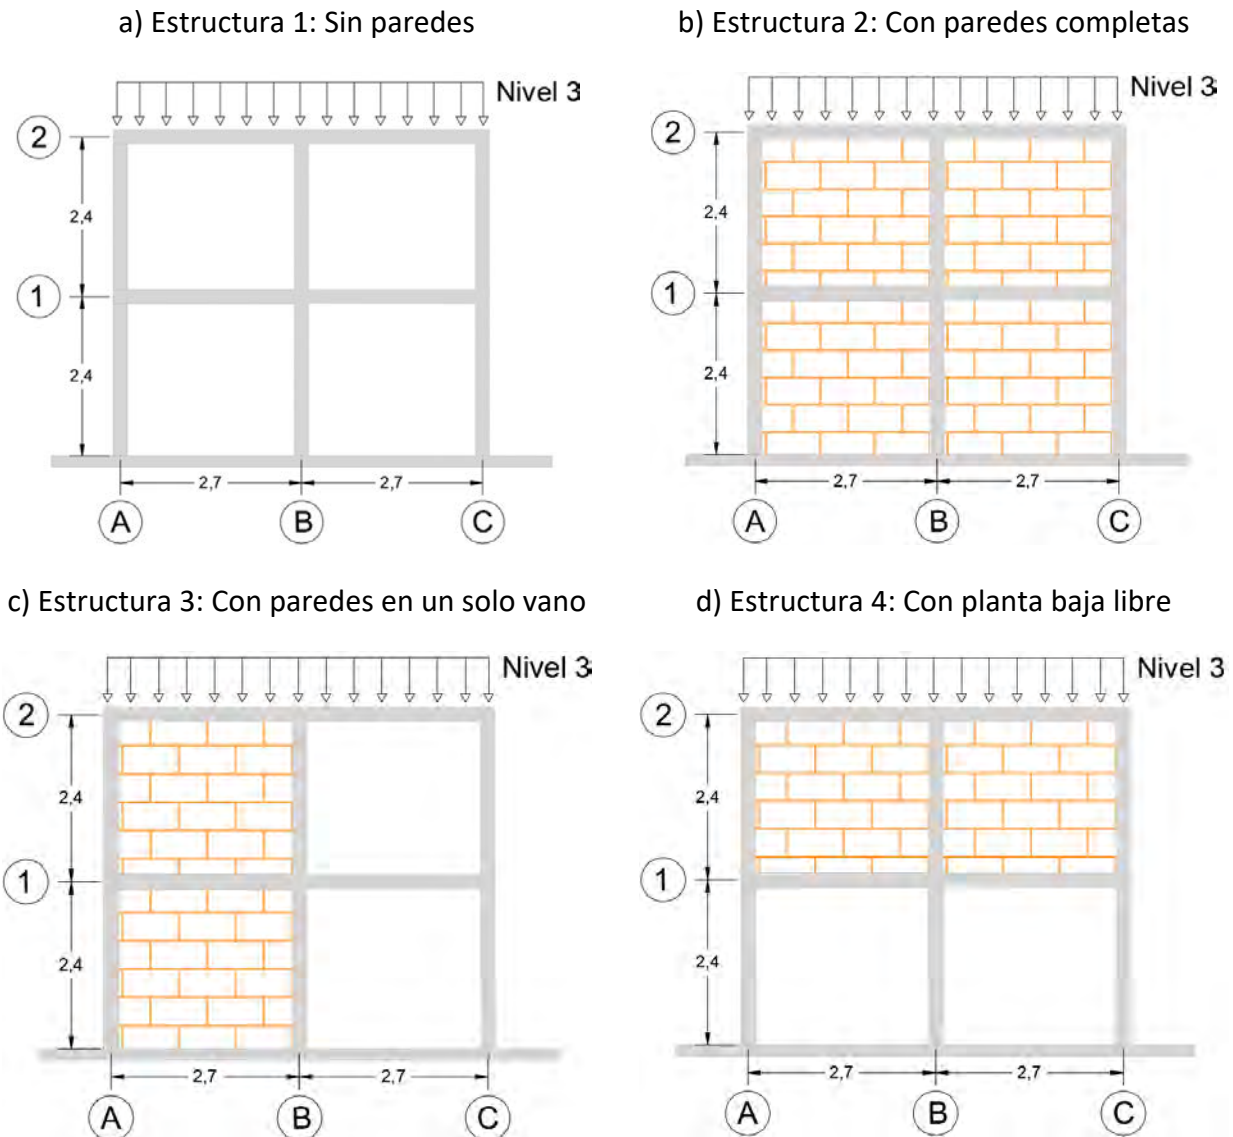 a) Estructura 1: Sin paredes
Nivel 3
2
2,4
1
2,4
2,7
2,7
A
B
C
b) Estructura 2: Con paredes completas
Nivel 3
2
2,4
1
2,4
2,7
2,7
A
B
C
c) Estructura 3: Con paredes en un solo vano
Nivel 3
2
2,4
1
2,4
2,7
2,7
A
B
C
d) Estructura 4: Con planta baja libre
Nivel 3
2
2,4
1
2,4
2,7
2,7
A
B
C